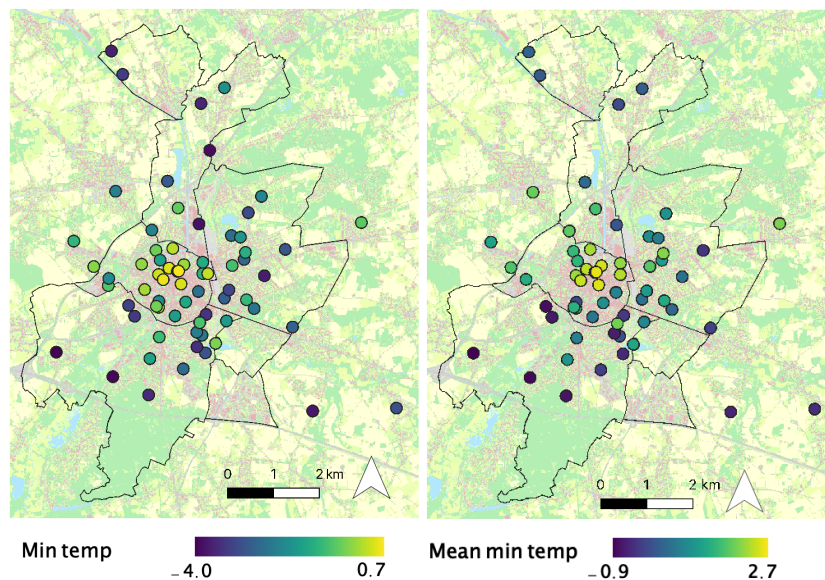 0 1 2 km
0 1 2 km
Min temp
−4.0 0.7
Mean min temp
−0.9 2.7